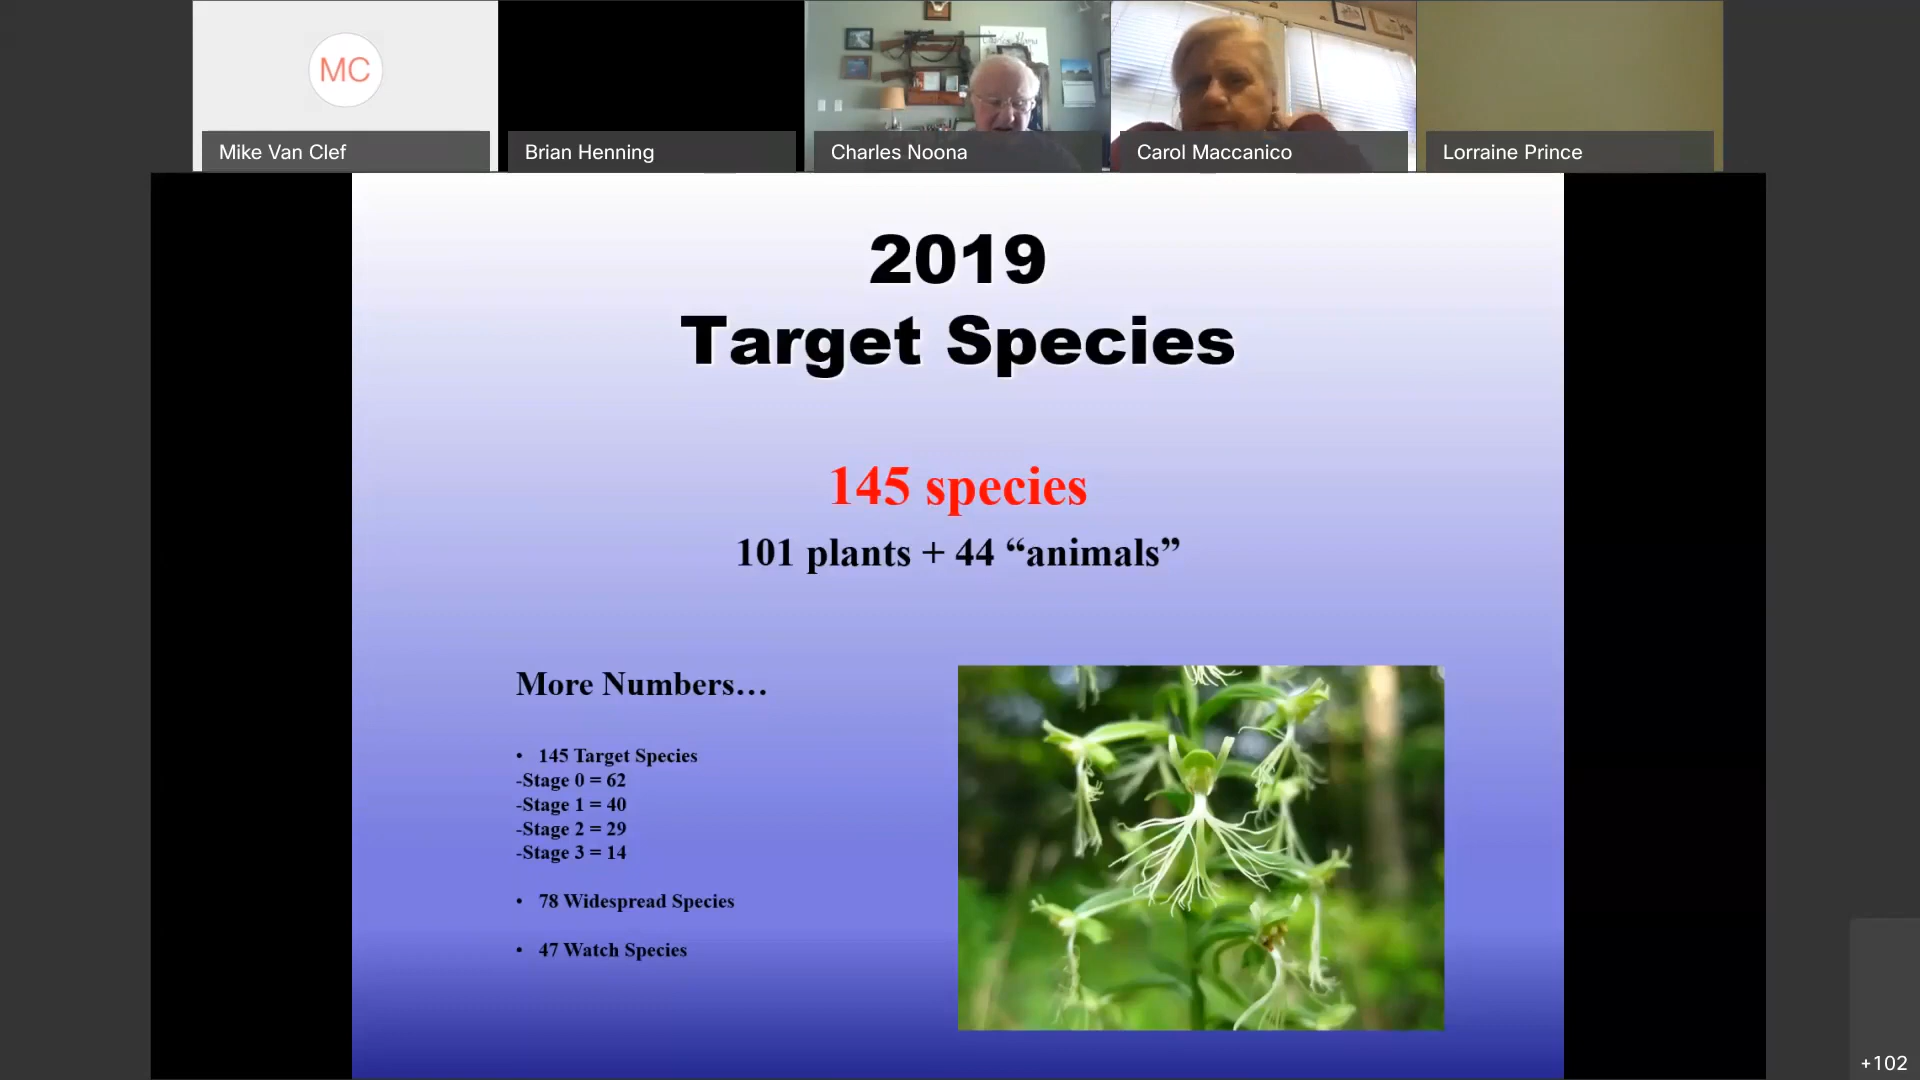 MC
Mike Van Clef
Brian Henning
Charles Noona
Carol Maccanico
Lorraine Prince
2019
Target Species
145 species
101 plants + 44 “animals”
More Numbers…
• 145 Target Species
-Stage 0 = 62
-Stage 1 = 40
-Stage 2 = 29
-Stage 3 = 14
• 78 Widespread Species
• 47 Watch Species
+102